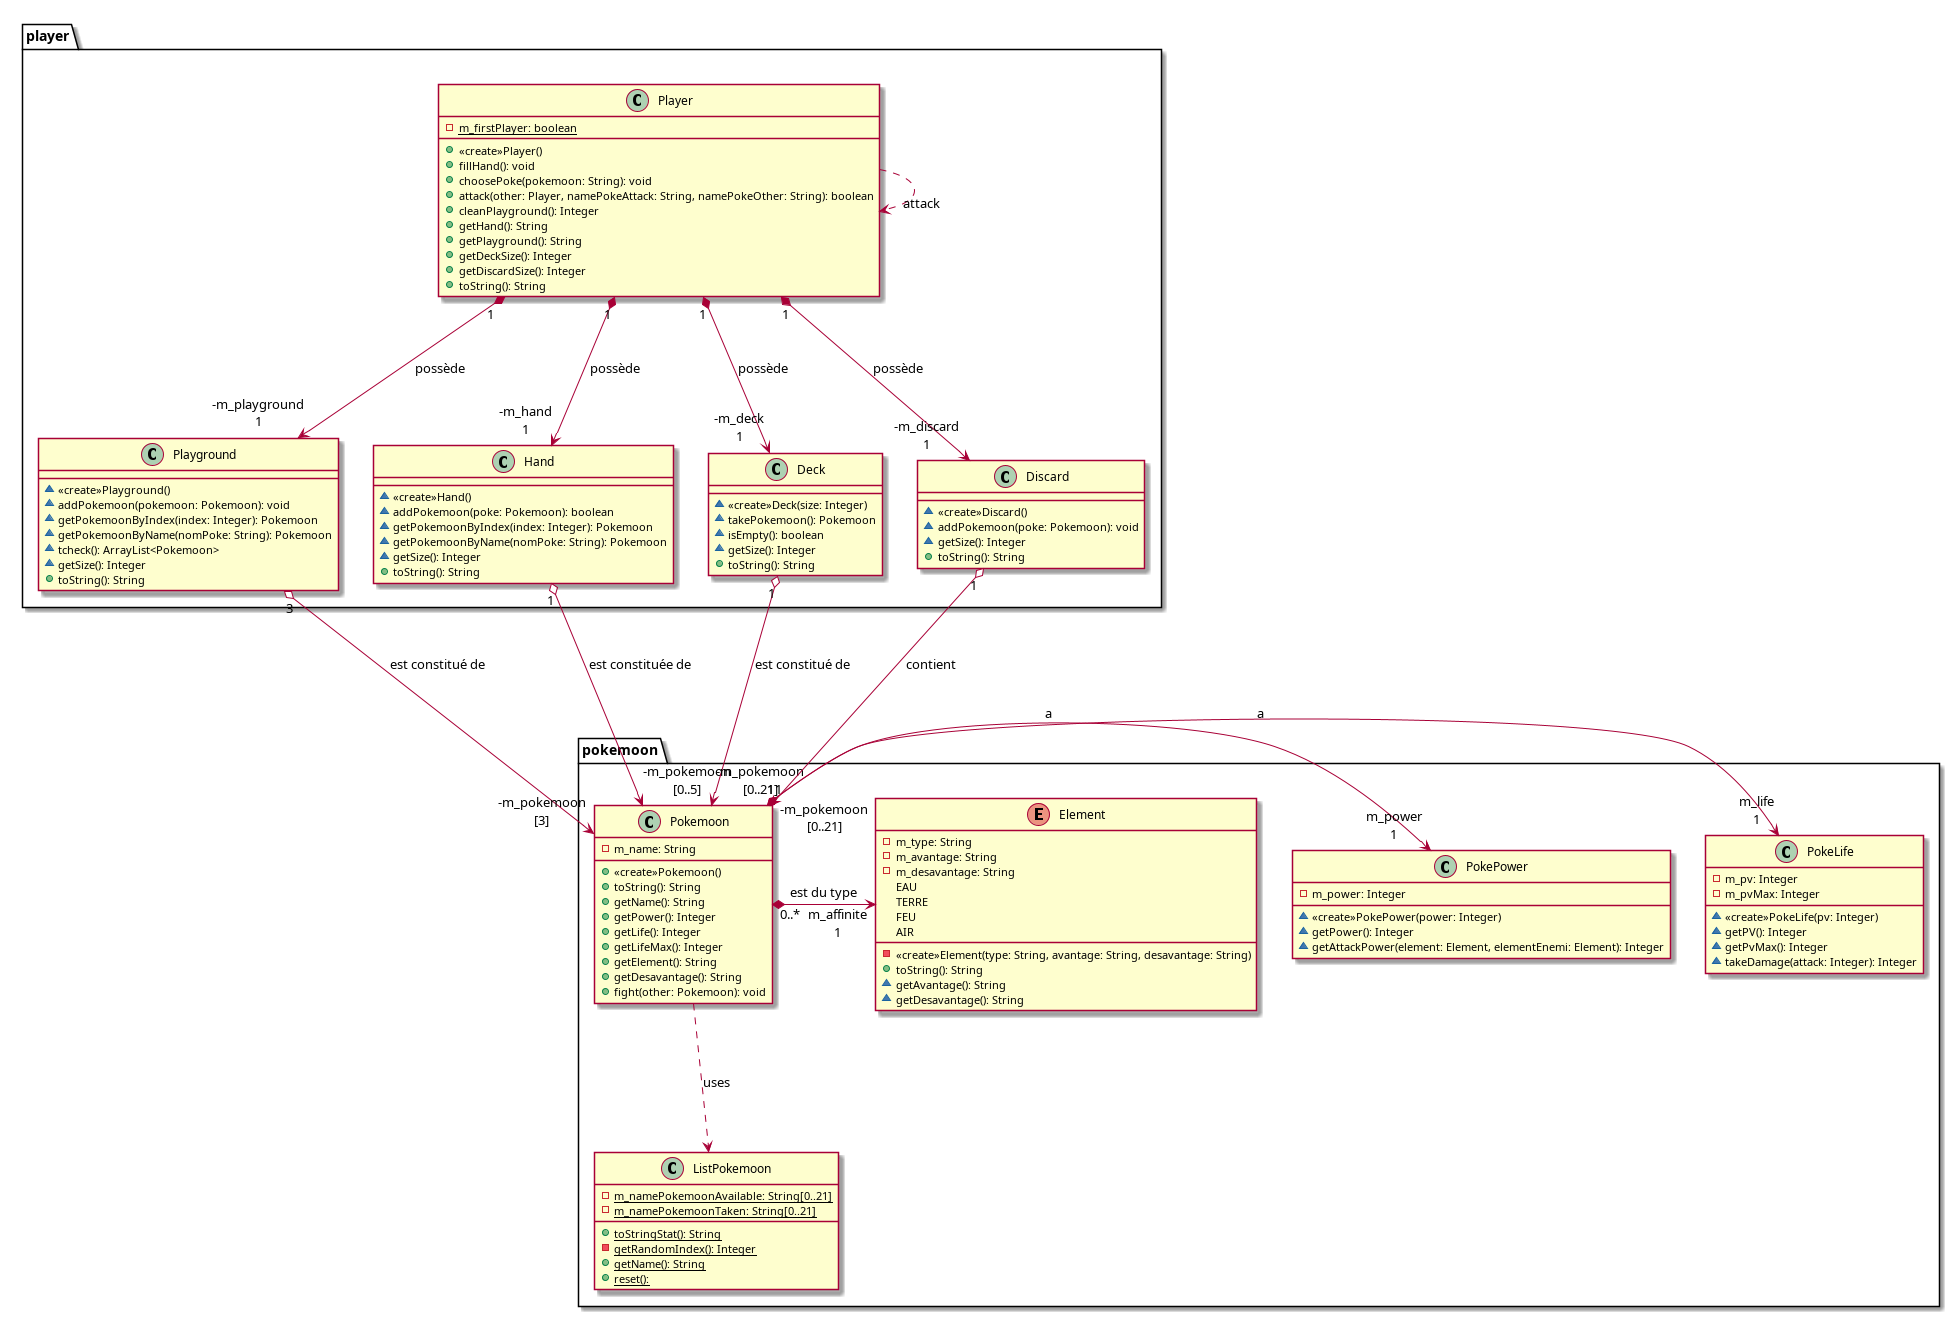 player
C Player
m_firstPlayer: boolean
«create»Player()
fillHand(): void
choosePoke(pokemoon: String): void
attack(other: Player, namePokeAttack: String, namePokeOther: String): boolean
cleanPlayground(): Integer
getHand(): String
getPlayground(): String
getDeckSize(): Integer
getDiscardSize(): Integer
toString(): String
attack
1
1
1
1
possède
possède
possède
possède
-m_playground
1
-m_hand
1
-m_deck
1
-m_discard
1
C Playground
«create»Playground()
addPokemoon(pokemoon: Pokemoon): void
getPokemoonByIndex(index: Integer): Pokemoon
getPokemoonByName(nomPoke: String): Pokemoon
tcheck(): ArrayList<Pokemoon>
getSize(): Integer
toString(): String
C Hand
«create»Hand()
addPokemoon(poke: Pokemoon): boolean
getPokemoonByIndex(index: Integer): Pokemoon
getPokemoonByName(nomPoke: String): Pokemoon
getSize(): Integer
toString(): String
C Deck
«create»Deck(size: Integer)
takePokemoon(): Pokemoon
isEmpty(): boolean
getSize(): Integer
toString(): String
C Discard
«create»Discard()
addPokemoon(poke: Pokemoon): void
getSize(): Integer
toString(): String
3
1
1
1
est constitué de
est constituée de
est constitué de
contient
a
a
pokemoon
-m_pokemoon
[3]
-m_pokemoon
[0..5]
-m_pokemoon
[0..21]
1
1
-m_pokemoon
[0..21]
m_power
1
m_life
1
C Pokemoon
m_name: String
«create»Pokemoon()
toString(): String
getName(): String
getPower(): Integer
getLife(): Integer
getLifeMax(): Integer
getElement(): String
getDesavantage(): String
fight(other: Pokemoon): void
est du type
0..*
m_affinite
1
E Element
m_type: String
m_avantage: String
m_desavantage: String
EAU
TERRE
FEU
AIR
«create»Element(type: String, avantage: String, desavantage: String)
toString(): String
getAvantage(): String
getDesavantage(): String
C PokePower
m_power: Integer
«create»PokePower(power: Integer)
getPower(): Integer
getAttackPower(element: Element, elementEnemi: Element): Integer
C PokeLife
m_pv: Integer
m_pvMax: Integer
«create»PokeLife(pv: Integer)
getPV(): Integer
getPvMax(): Integer
takeDamage(attack: Integer): Integer
uses
C ListPokemoon
m_namePokemoonAvailable: String[0..21]
m_namePokemoonTaken: String[0..21]
toStringStat(): String
getRandomIndex(): Integer
getName(): String
reset():